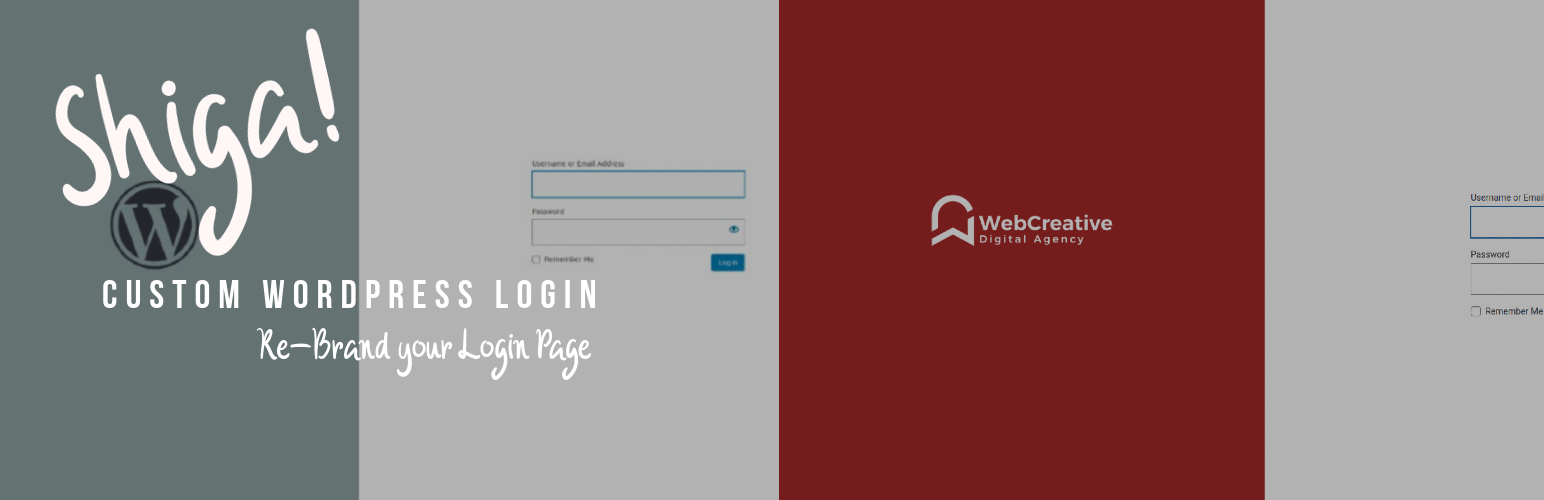 Shiga!
CUSTOM WORDPRESS LOGIN
Re-Brand your Login Page
Username or Email Address
Password
Remember Me
Log In
WebCreative
Digital Agency
Username or Email
Password
Remember Me